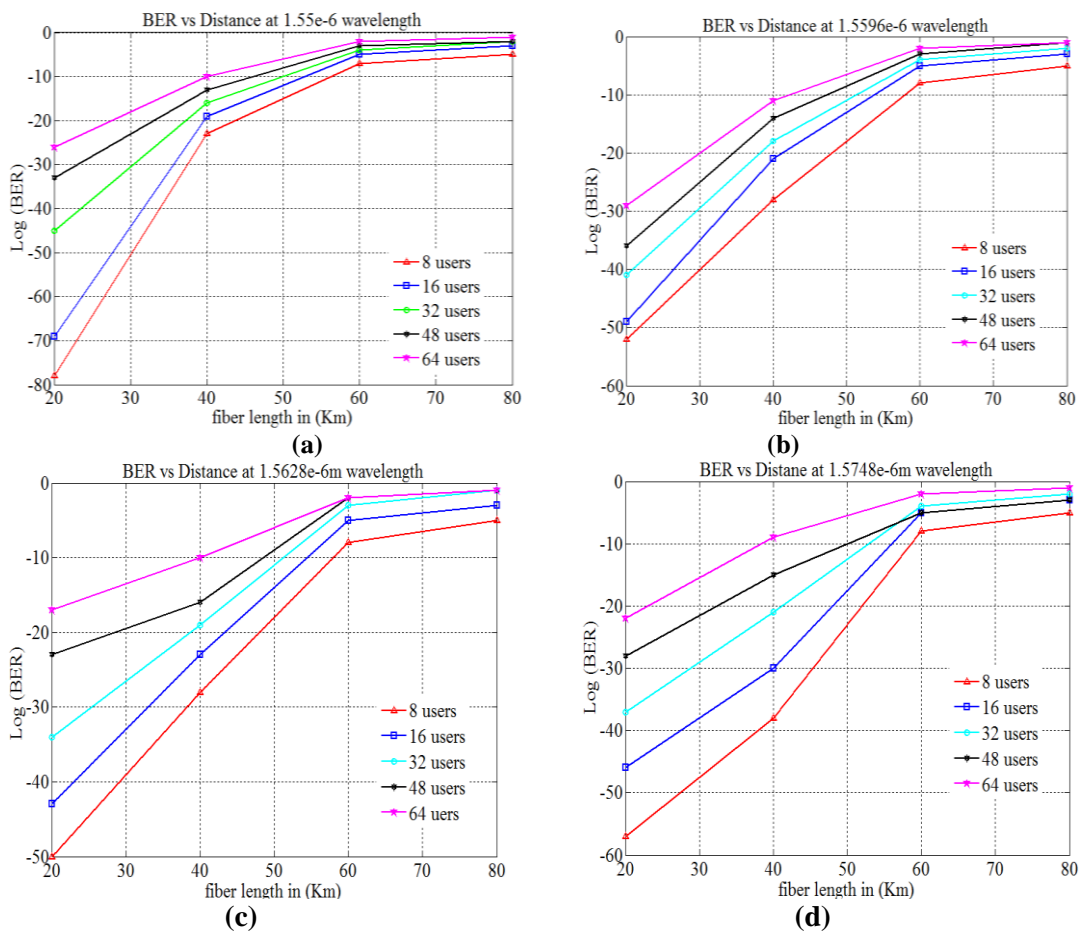 BER vs Distance at 1.55e-6 wavelength
0
-10
-20
-30
-40
-50
-60
-70
-80
Log (BER)
8 users
16 users
32 users
48 users
64 users
20 30 40 50 60 70 80
fiber length in (Km)
(a)
BER vs Distance at 1.5596e-6 wavelength
0
-10
-20
-30
-40
-50
-60
Log (BER)
8 users
16 users
32 users
48 users
64 users
20 30 40 50 60 70 80
fiber length in (Km)
(b)
BER vs Distance at 1.5628e-6m wavelength
0
-10
-20
-30
-40
-50
Log (BER)
8 users
16 users
32 users
48 users
64 uers
20 30 40 50 60 70 80
fiber length in (Km)
(c)
BER vs Distane at 1.5748e-6m wavelength
0
-10
-20
-30
-40
-50
-60
Log (BER)
8 users
16 users
32 users
48 users
64 users
20 30 40 50 60 70 80
fiber length in (Km)
(d)